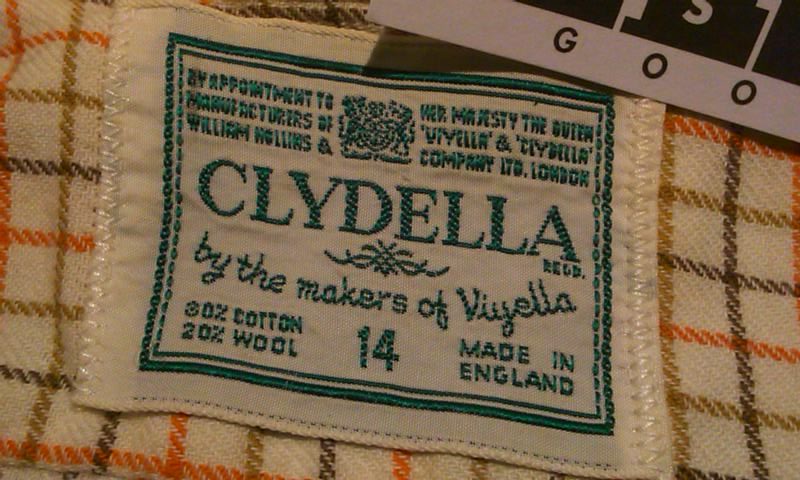 S
GOO
BY APPOINTMENT TO
MANUFACTURERS OF
WILLIAM HOLLINS &
HER MAJESTY THE QUEEN
'VIYELLA' & 'CLYDELLA'
COMPANY LTD. LONDON
CLYDELLA
REGD.
by the makers of Viyella
80% COTTON
20% WOOL
14
MADE IN
ENGLAND